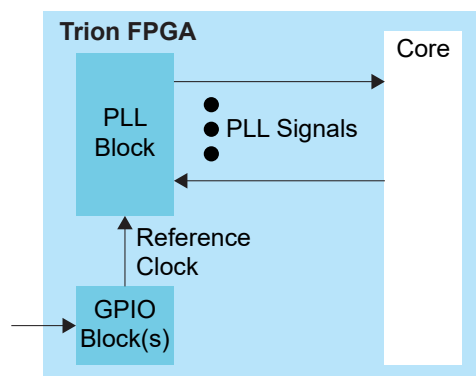 Trion FPGA
Core
PLL
Block
PLL Signals
Reference
Clock
GPIO
Block(s)